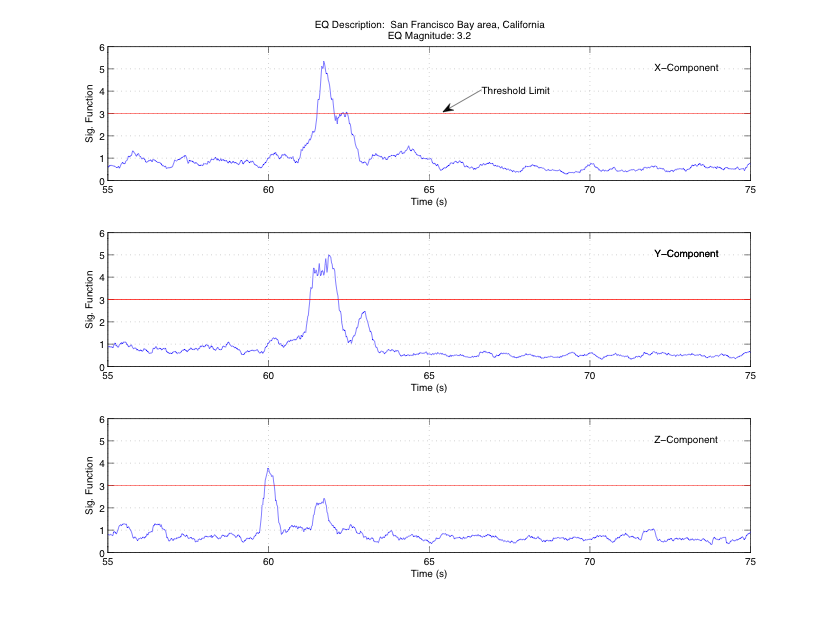 EQ Description:  San Francisco Bay area, California
EQ Magnitude: 3.2
6
5
4
3
2
1
0
Sig. Function
X−Component
Threshold Limit
55 60 65 70 75
Time (s)
6
5
4
3
2
1
0
Sig. Function
Y−Component
55 60 65 70 75
Time (s)
6
5
4
3
2
1
0
Sig. Function
Z−Component
55 60 65 70 75
Time (s)